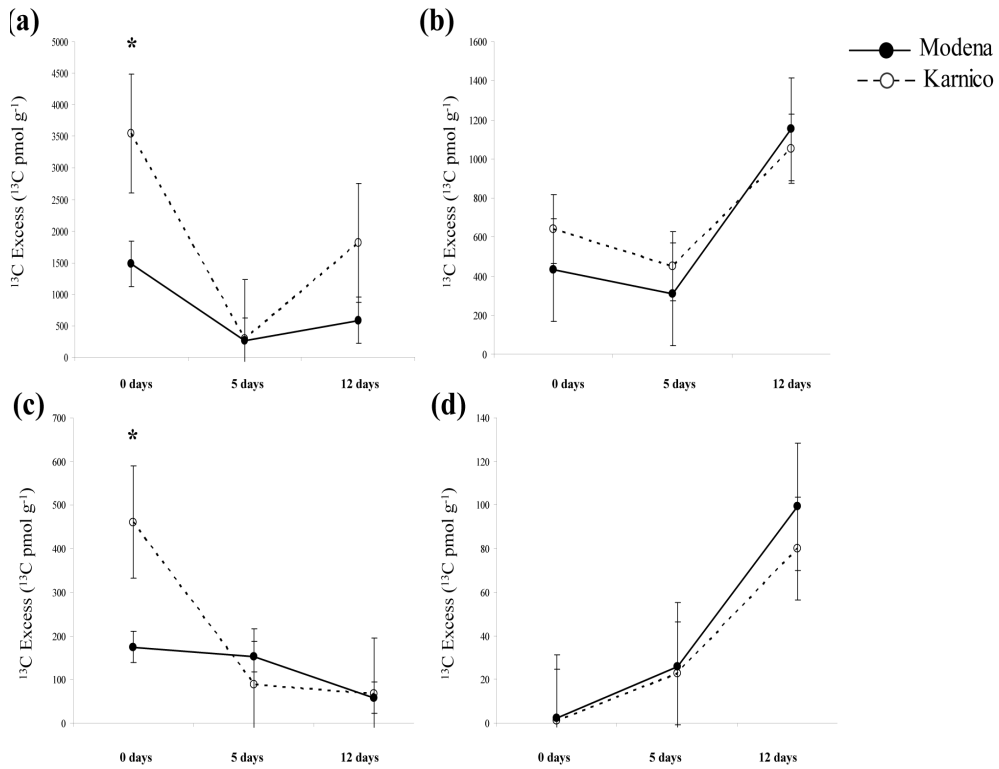 (a)
*
5000
4500
4000
3500
3000
2500
2000
1500
1000
500
0
¹³C Excess (¹³C pmol g⁻¹)
0 days 5 days 12 days
(b)
1600
1400
1200
1000
800
600
400
200
0
¹³C Excess (¹³C pmol g⁻¹)
0 days 5 days 12 days
Modena
Karnico
(c)
*
700
600
500
400
300
200
100
0
¹³C Excess (¹³C pmol g⁻¹)
0 days 5 days 12 days
(d)
140
120
100
80
60
40
20
0
¹³C Excess (¹³C pmol g⁻¹)
0 days 5 days 12 days